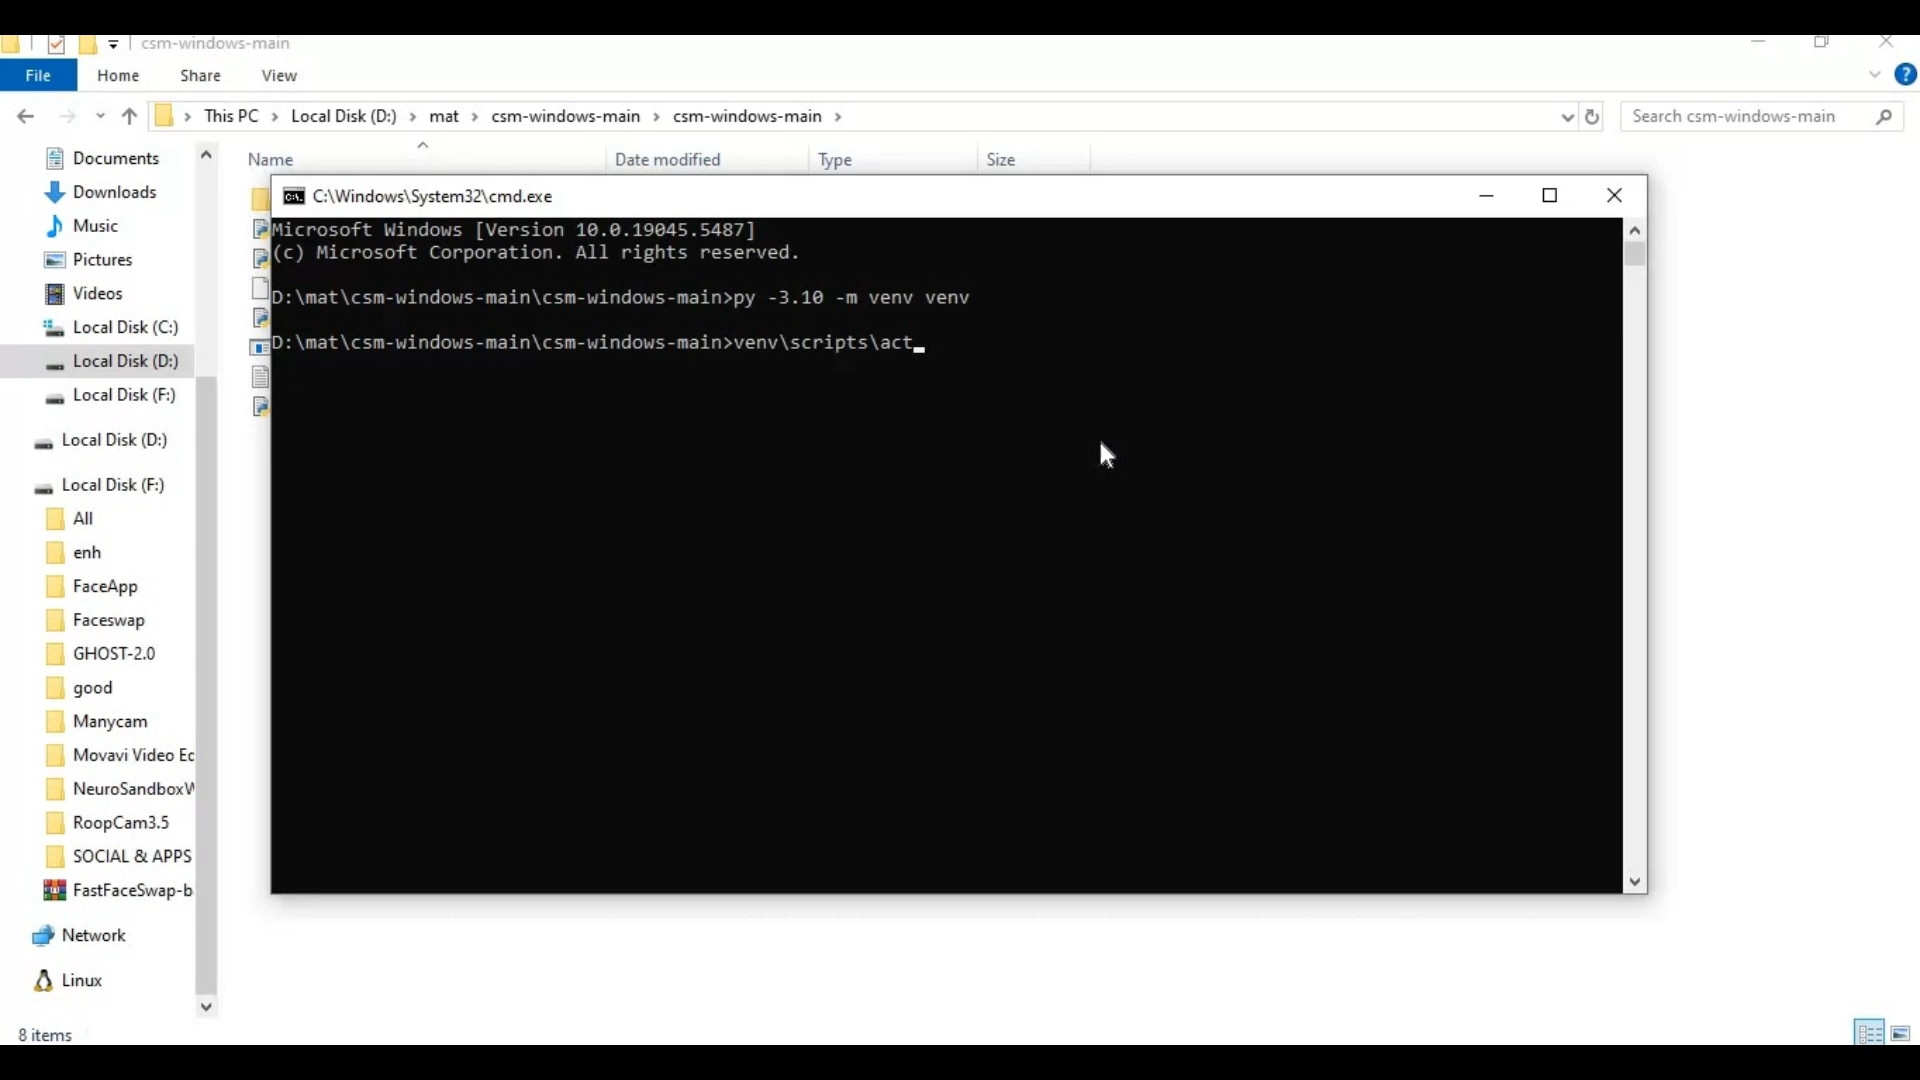 csm-windows-main
File Home Share View
This PC > Local Disk (D:) > mat > csm-windows-main > csm-windows-main >
Search csm-windows-main
Name Date modified Type Size
Documents
Downloads
Music
Pictures
Videos
Local Disk (C:)
Local Disk (D:)
Local Disk (F:)
Local Disk (D:)
Local Disk (F:)
All
enh
FaceApp
Faceswap
GHOST-2.0
good
Manycam
Movavi Video Ec
NeuroSandboxW
RoopCam3.5
SOCIAL & APPS
FastFaceSwap-b
Network
Linux
8 items
C:\Windows\System32\cmd.exe
Microsoft Windows [Version 10.0.19045.5487]
(c) Microsoft Corporation. All rights reserved.
D:\mat\csm-windows-main\csm-windows-main>py -3.10 -m venv venv
D:\mat\csm-windows-main\csm-windows-main>venv\scripts\act_